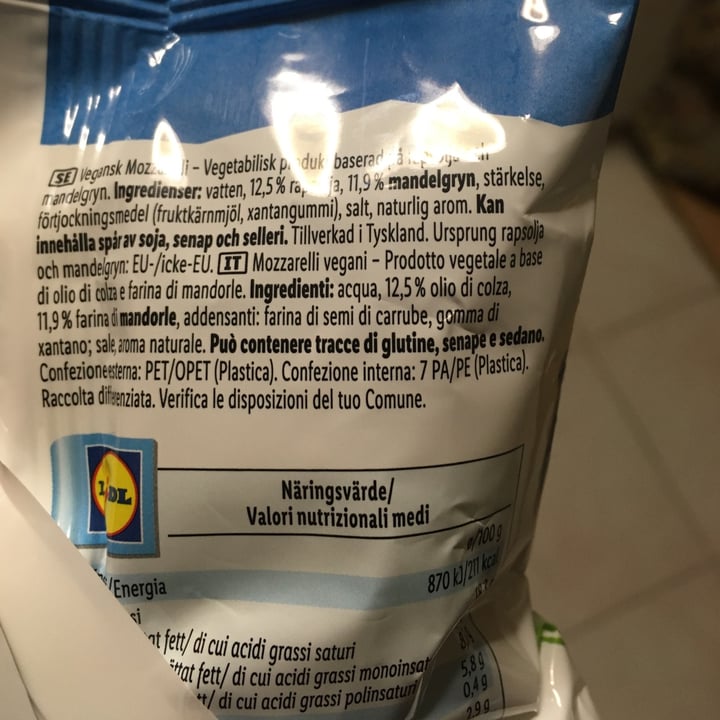 SE Vegansk – Vegetabilisk baserad
mandelgryn. Ingredienser: vatten, 12,5 % 11,9 % mandelgryn, stärkelse,
förtjockningsmedel (fruktkärnmjöl, xantangummi), salt, naturlig arom. Kan
innehålla spår av soja, senap och selleri. Tillverkad i Tyskland. Ursprung rapsolja
och mandelgryn: EU-/icke-EU. IT Mozzarelli vegani – Prodotto vegetale a base
di olio di colza e farina di mandorle. Ingredienti: acqua, 12,5 % olio di colza,
11,9 % farina di mandorle, addensanti: farina di semi di carrube, gomma di
xantano; sale, aroma naturale. Può contenere tracce di glutine, senape e sedano.
Confezione esterna: PET/OPET (Plastica). Confezione interna: 7 PA/PE (Plastica).
Raccolta differenziata. Verifica le disposizioni del tuo Comune.
LIDL
Näringsvärde/
Valori nutrizionali medi
/100 g
/Energia 870 kJ/211 kcal
fett/ di cui acidi grassi saturi
fett/ di cui acidi grassi monoinsat 5,8 g
/ di cui acidi grassi polinsaturi 0,4 g
2,9 g